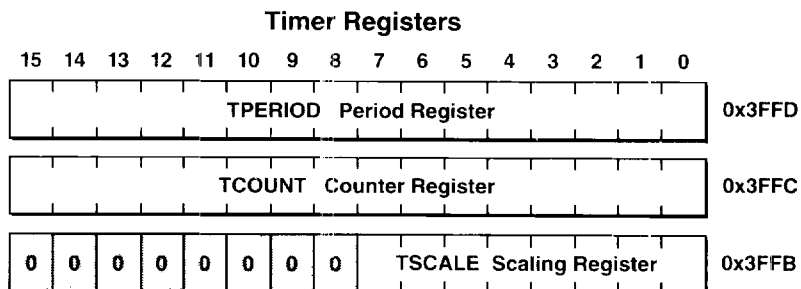 Timer Registers
15 14 13 12 11 10 9 8 7 6 5 4 3 2 1 0
TPERIOD Period Register 0x3FFD
TCOUNT Counter Register 0x3FFC
0 0 0 0 0 0 0 0 TSCALE Scaling Register 0x3FFB